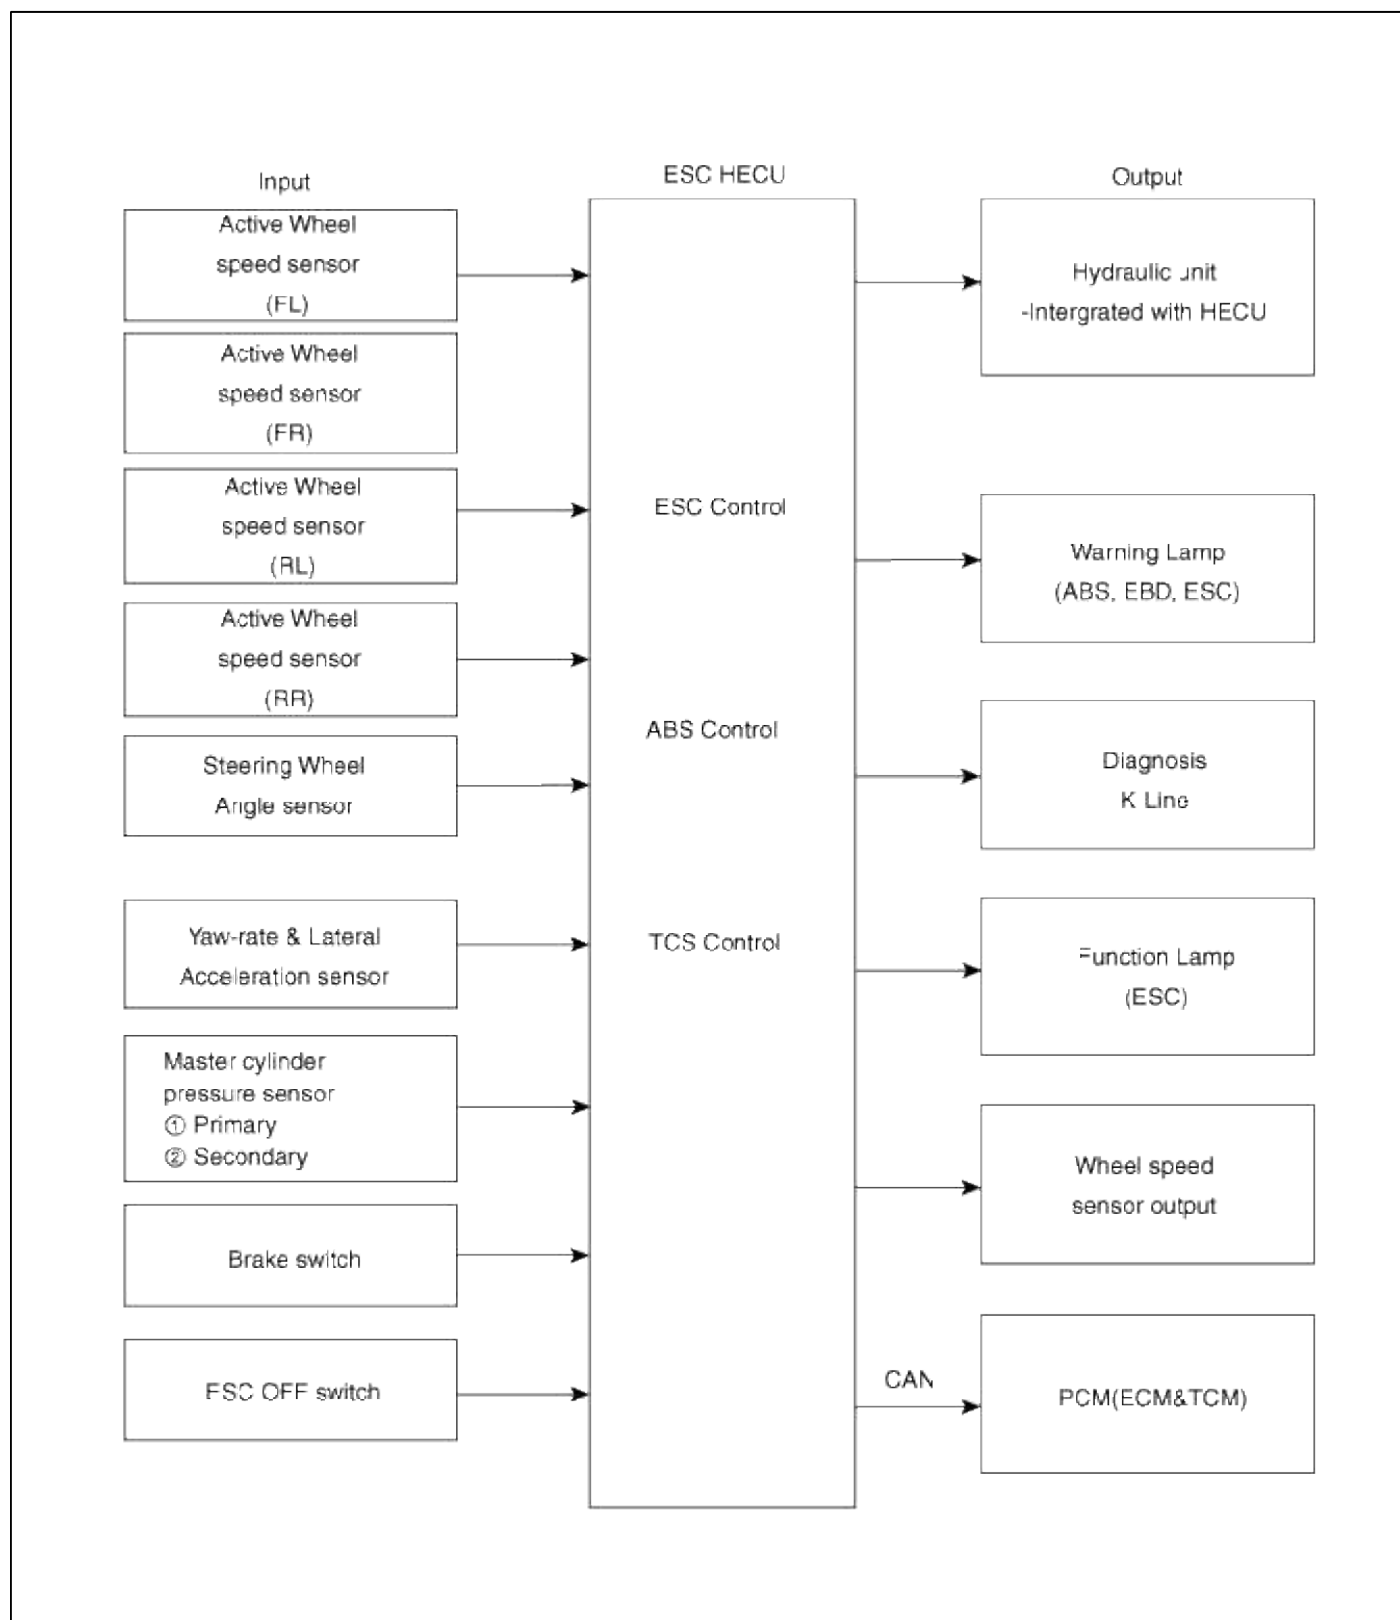 Input
Active Wheel
speed sensor
(FL)
Active Wheel
speed sensor
(FR)
Active Wheel
speed sensor
(RL)
Active Wheel
speed sensor
(RR)
Steering Wheel
Angle sensor
Yaw-rate & Lateral
Acceleration sensor
Master cylinder
pressure sensor
① Primary
② Secondary
Brake switch
ESC OFF switch
ESC HECU
ESC Control
ABS Control
TCS Control
Output
Hydraulic unit
-Intergrated with HECU
Warning Lamp
(ABS, EBD, ESC)
Diagnosis
K Line
Function Lamp
(ESC)
Wheel speed
sensor output
CAN
PCM(ECM&TCM)